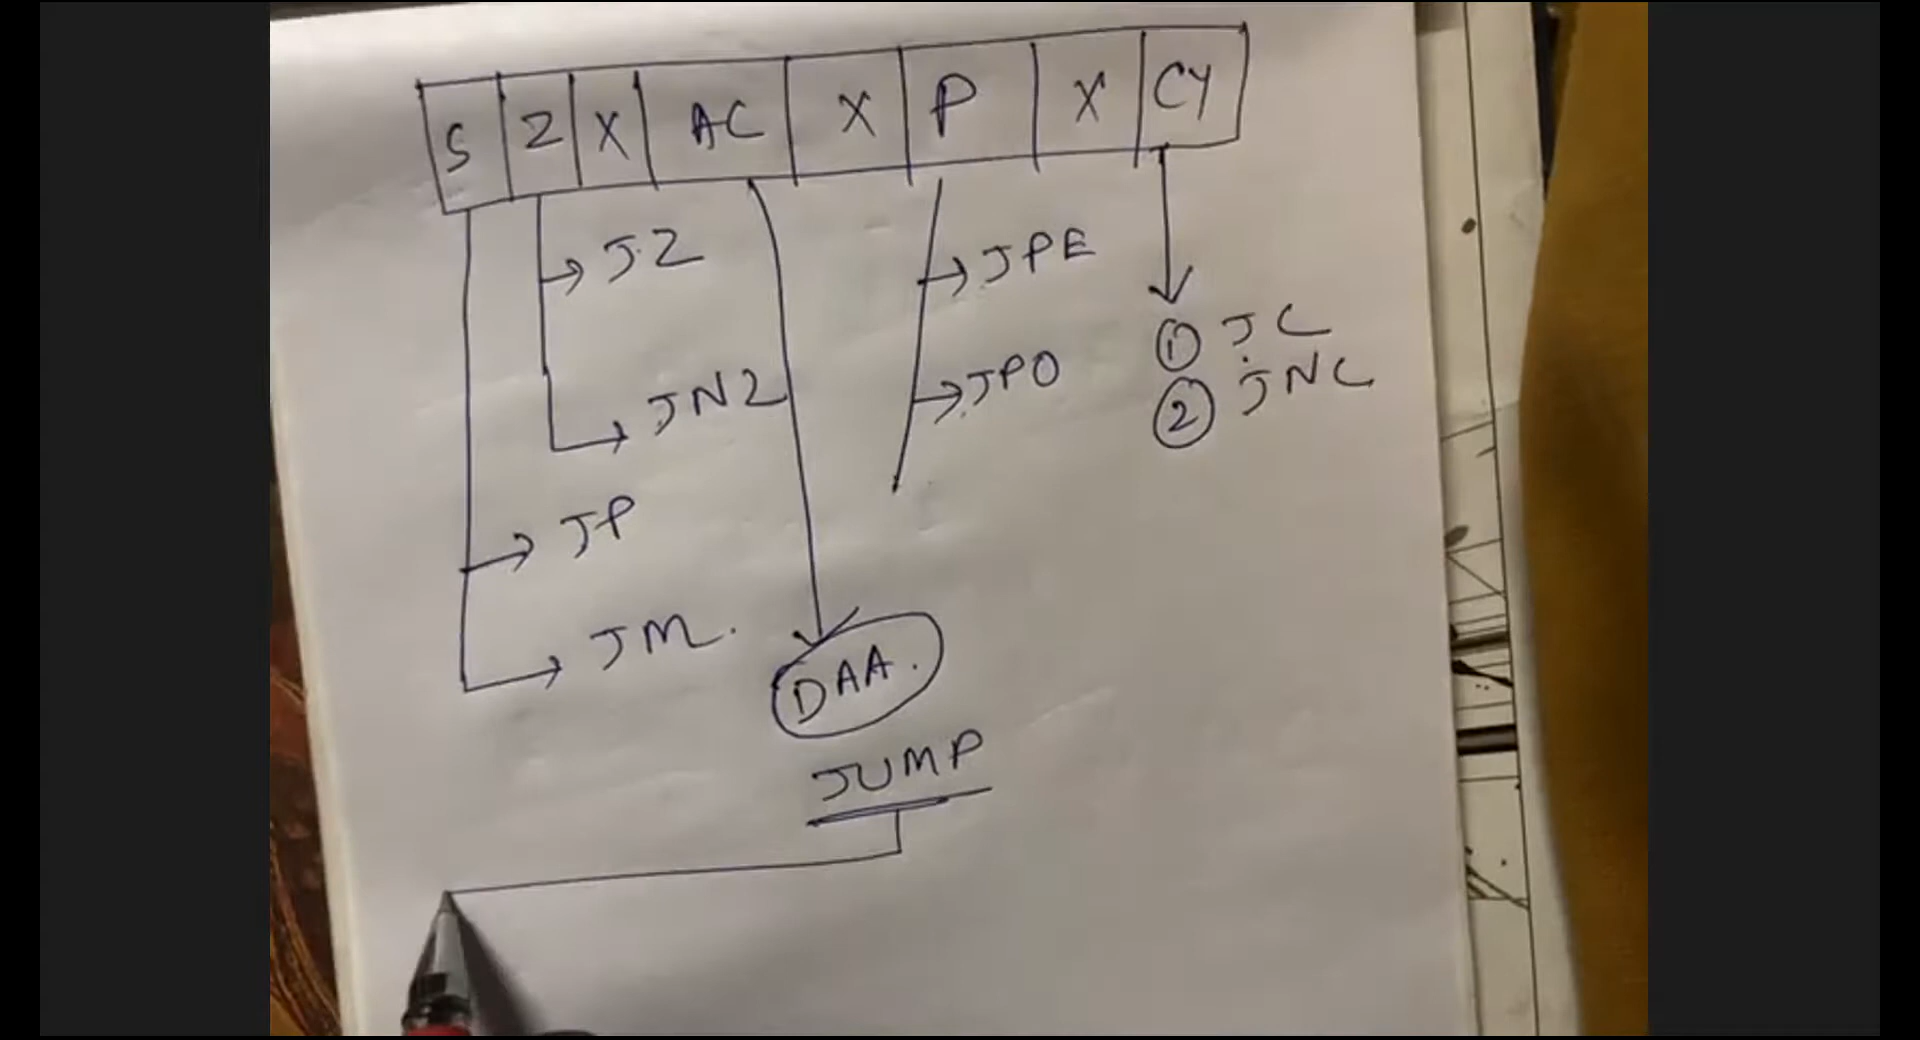 S Z X AC X P X CY
JZ
JPE
① JC
JNZ
JPO
② JNC
JP
JM.
DAA.
JUMP